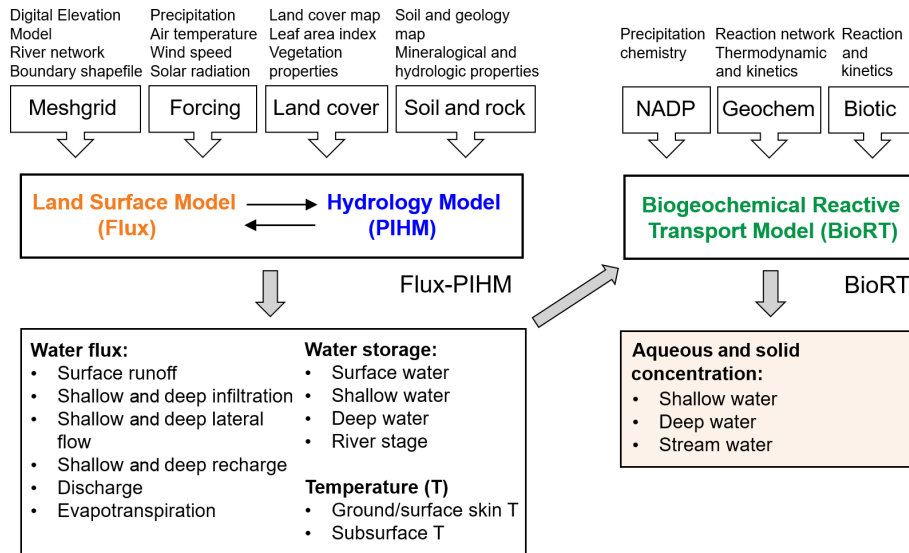 Digital Elevation
Model
River network
Boundary shapefile
Precipitation
Air temperature
Wind speed
Solar radiation
Land cover map
Leaf area index
Vegetation
properties
Soil and geology
map
Mineralogical and
hydrologic properties
Precipitation
chemistry
Reaction network
Thermodynamic
and kinetics
Reaction
and
kinetics
Meshgrid
Forcing
Land cover
Soil and rock
NADP
Geochem
Biotic
Land Surface Model
(Flux)
Hydrology Model
(PIHM)
Biogeochemical Reactive
Transport Model (BioRT)
Flux-PIHM
BioRT
Water flux:
• Surface runoff
• Shallow and deep infiltration
• Shallow and deep lateral
flow
• Shallow and deep recharge
• Discharge
• Evapotranspiration
Water storage:
• Surface water
• Shallow water
• Deep water
• River stage
Temperature (T)
• Ground/surface skin T
• Subsurface T
Aqueous and solid
concentration:
• Shallow water
• Deep water
• Stream water